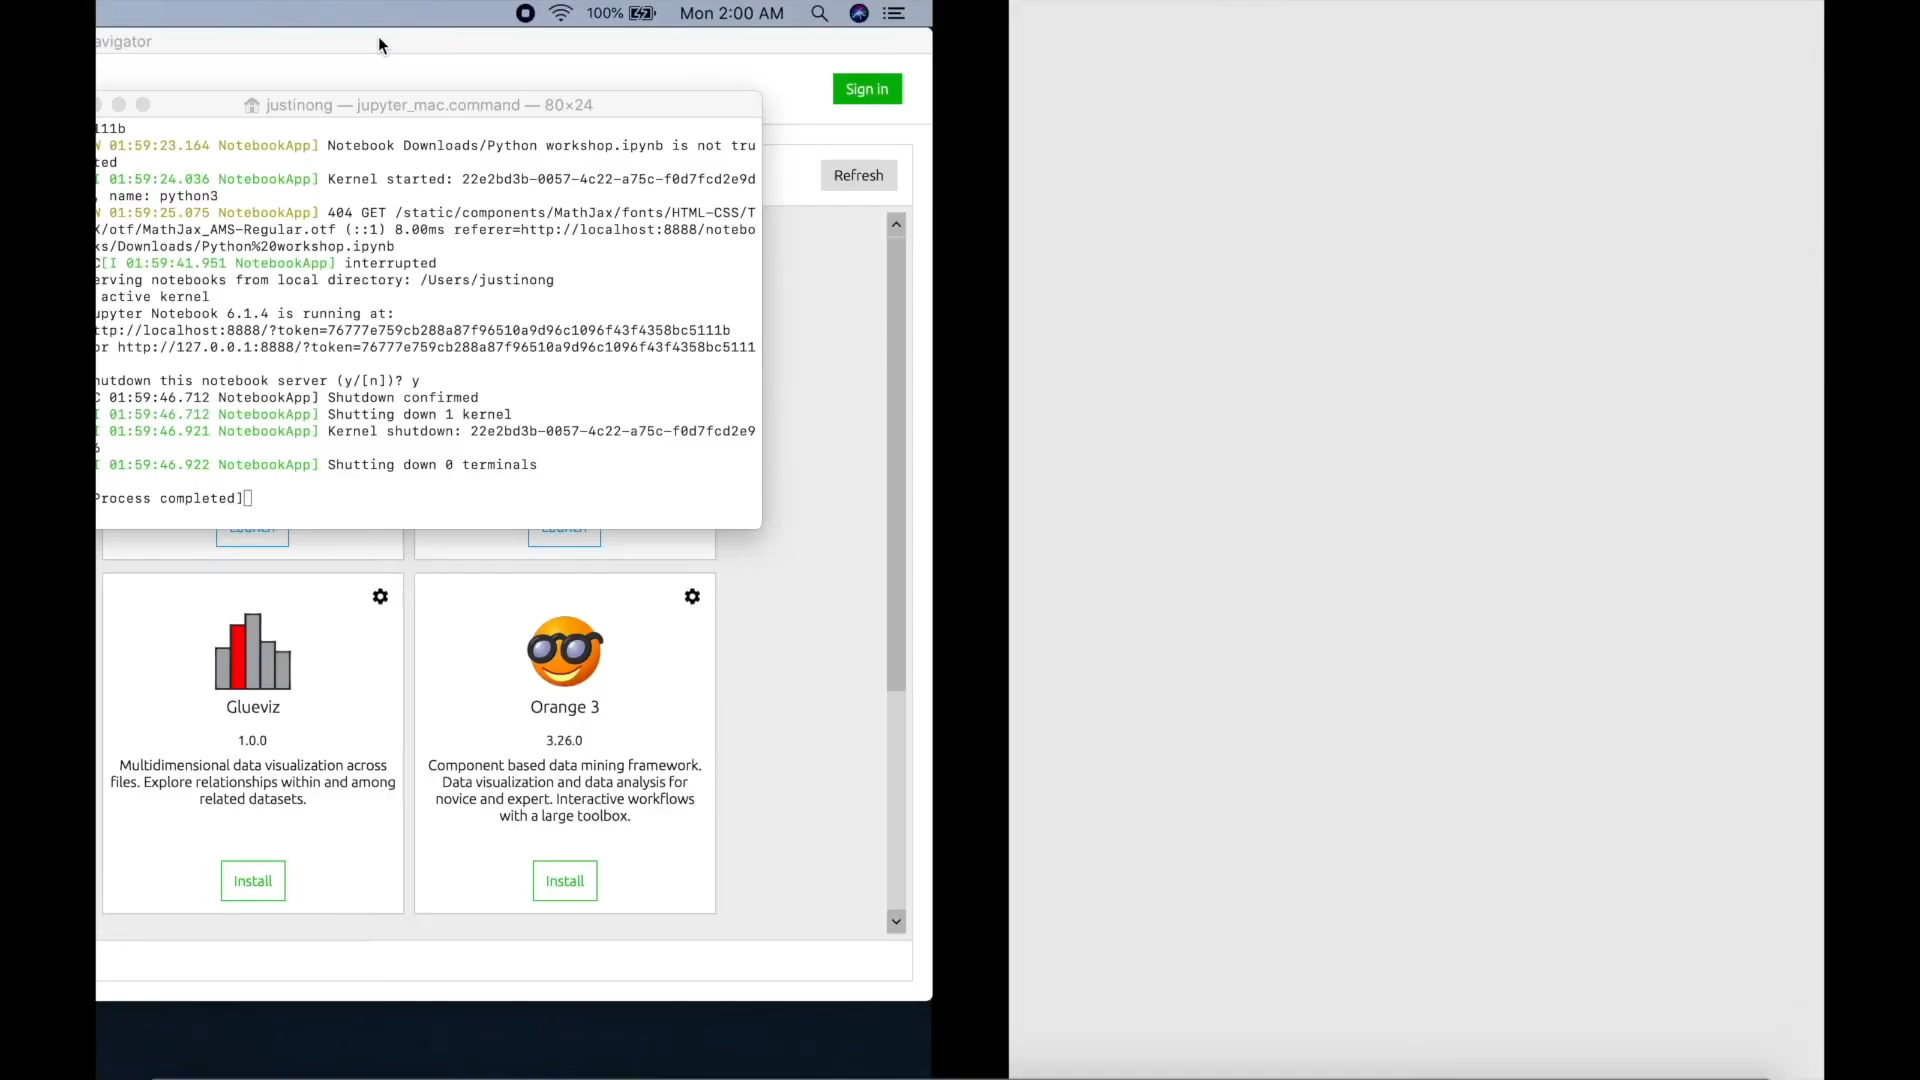 100% Mon 2:00 AM
avigator
Sign in
justinong — jupyter_mac.command — 80×24
111b
W 01:59:23.164 NotebookApp] Notebook Downloads/Python workshop.ipynb is not tru
ted
I 01:59:24.036 NotebookApp] Kernel started: 22e2bd3b-0057-4c22-a75c-f0d7fcd2e9d
, name: python3
W 01:59:25.075 NotebookApp] 404 GET /static/components/MathJax/fonts/HTML-CSS/T
X/otf/MathJax_AMS-Regular.otf (::1) 8.00ms referer=http://localhost:8888/notebo
ks/Downloads/Python%20workshop.ipynb
C[I 01:59:41.951 NotebookApp] interrupted
erving notebooks from local directory: /Users/justinong
active kernel
upyter Notebook 6.1.4 is running at:
ttp://localhost:8888/?token=76777e759cb288a87f96510a9d96c1096f43f4358bc5111b
or http://127.0.0.1:8888/?token=76777e759cb288a87f96510a9d96c1096f43f4358bc5111
hutdown this notebook server (y/[n])? y
C 01:59:46.712 NotebookApp] Shutdown confirmed
I 01:59:46.712 NotebookApp] Shutting down 1 kernel
I 01:59:46.921 NotebookApp] Kernel shutdown: 22e2bd3b-0057-4c22-a75c-f0d7fcd2e9
6
I 01:59:46.922 NotebookApp] Shutting down 0 terminals
Process completed]
Refresh
Launch Launch
Glueviz
1.0.0
Multidimensional data visualization across
files. Explore relationships within and among
related datasets.
Install
Orange 3
3.26.0
Component based data mining framework.
Data visualization and data analysis for
novice and expert. Interactive workflows
with a large toolbox.
Install